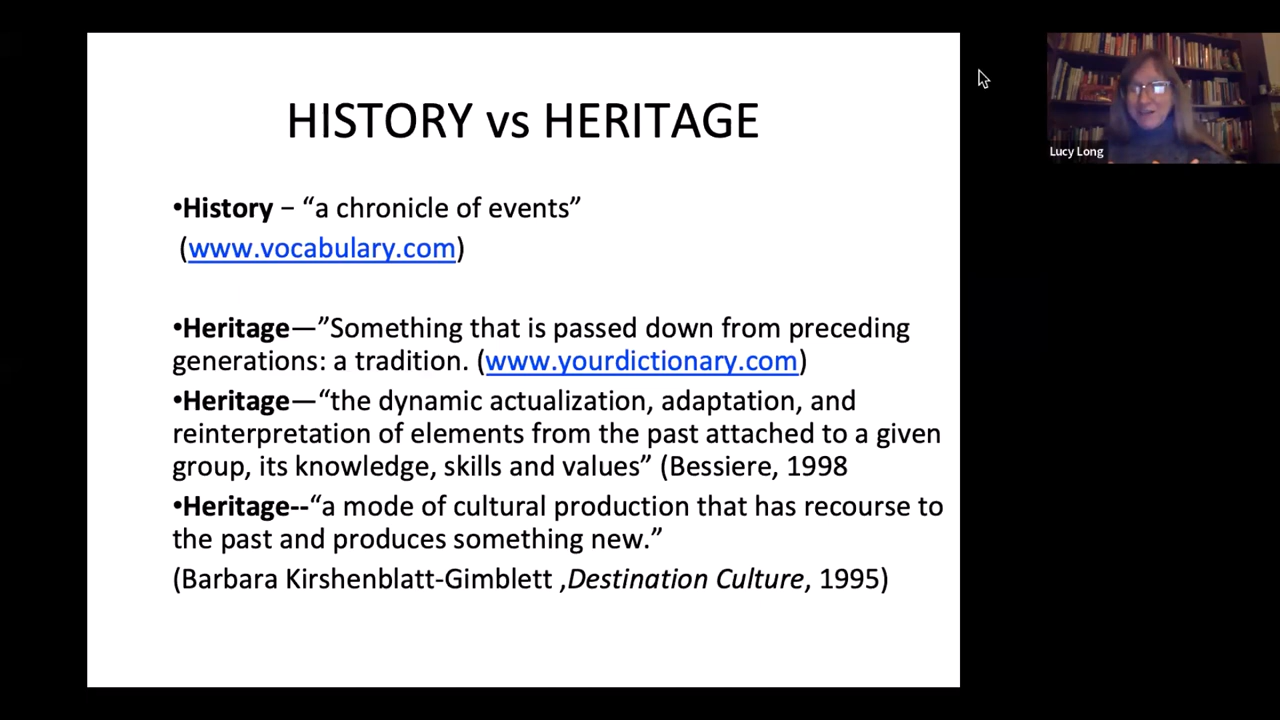 HISTORY vs HERITAGE
•History – “a chronicle of events”
(www.vocabulary.com)
•Heritage—”Something that is passed down from preceding
generations: a tradition. (www.yourdictionary.com)
•Heritage—“the dynamic actualization, adaptation, and
reinterpretation of elements from the past attached to a given
group, its knowledge, skills and values” (Bessiere, 1998
•Heritage--“a mode of cultural production that has recourse to
the past and produces something new.”
(Barbara Kirshenblatt-Gimblett ,Destination Culture, 1995)
Lucy Long